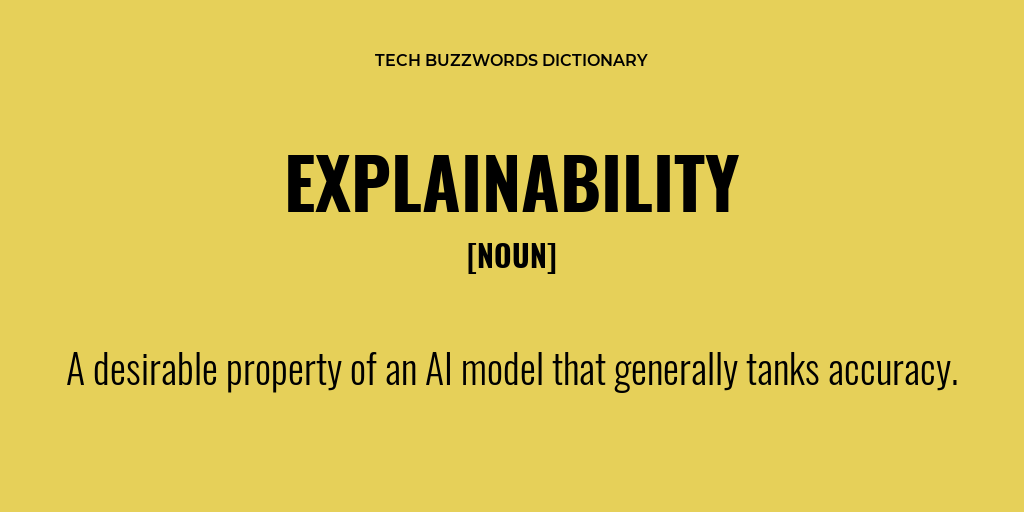 TECH BUZZWORDS DICTIONARY
EXPLAINABILITY
[NOUN]
A desirable property of an AI model that generally tanks accuracy.